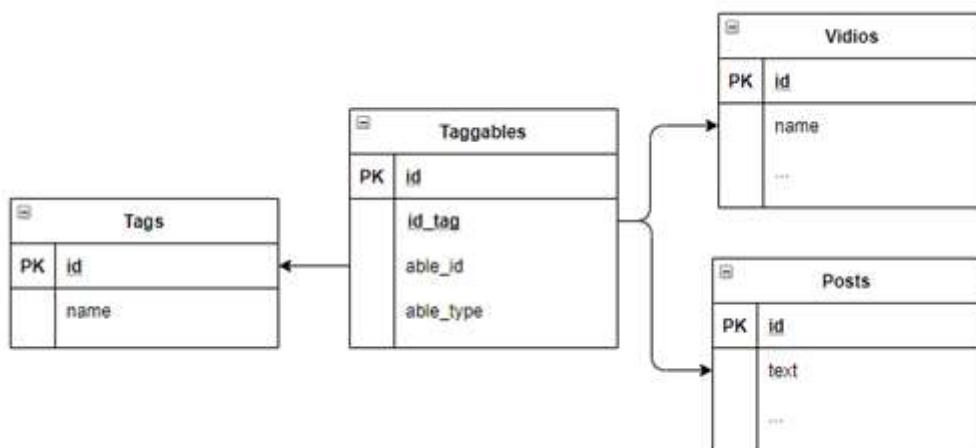 Tags
PK id
name
Taggables
PK id
id_tag
able_id
able_type
Vidios
PK id
name
...
Posts
PK id
text
...